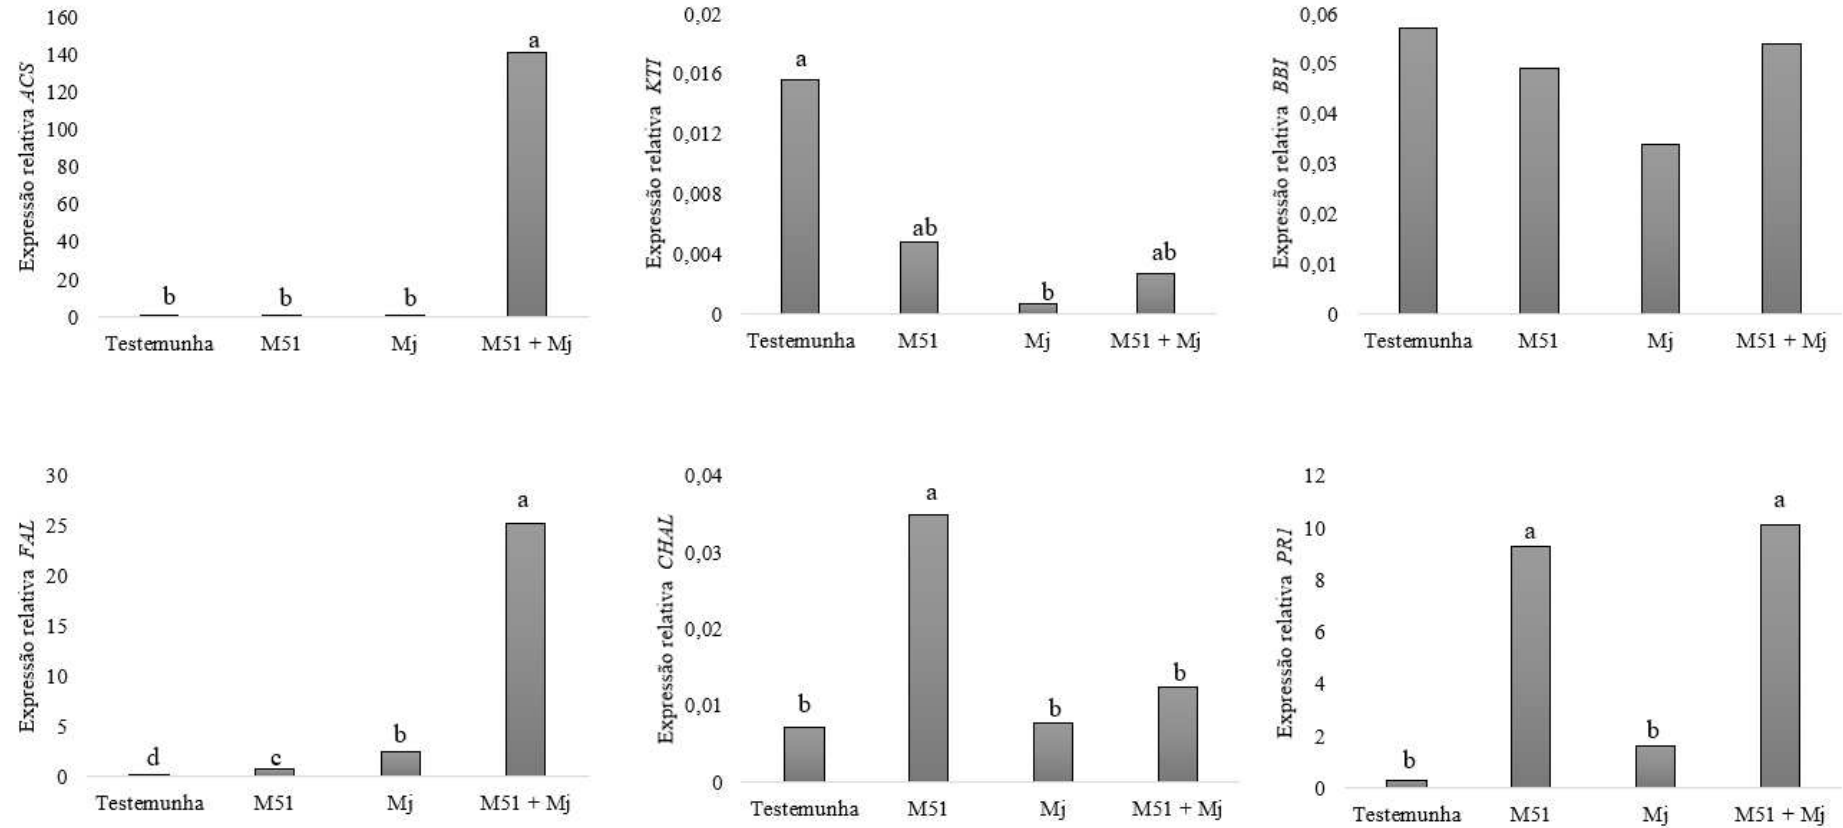 Expressão relativa ACS
160
140
120
100
80
60
40
20
0
b
b
b
a
Testemunha
M51
Mj
M51 + Mj
Expressão relativa KTI
0,02
0,016
0,012
0,008
0,004
0
a
ab
b
ab
Testemunha
M51
Mj
M51 + Mj
Expressão relativa BBI
0,06
0,05
0,04
0,03
0,02
0,01
0
Testemunha
M51
Mj
M51 + Mj
Expressão relativa FAL
30
25
20
15
10
5
0
d
c
b
a
Testemunha
M51
Mj
M51 + Mj
Expressão relativa CHAL
0,04
0,03
0,02
0,01
0
b
a
b
b
Testemunha
M51
Mj
M51 + Mj
Expressão relativa PR1
12
10
8
6
4
2
0
b
a
b
a
Testemunha
M51
Mj
M51 + Mj